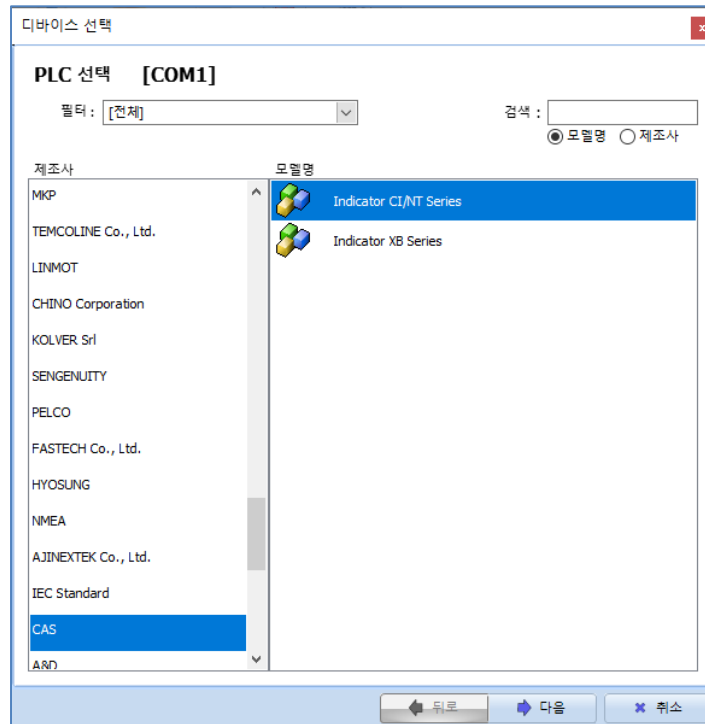 디바이스 선택
PLC 선택 [COM1]
필터 : [전체]
검색 :
모델명 제조사
제조사
모델명
MKP
TEMCOLINE Co., Ltd.
LINMOT
CHINO Corporation
KOLVER Srl
SENGENUITY
PELCO
FASTECH Co., Ltd.
HYOSUNG
NMEA
AJINEXTEK Co., Ltd.
IEC Standard
CAS
A&D
Indicator CI/NT Series
Indicator XB Series
뒤로
다음
취소